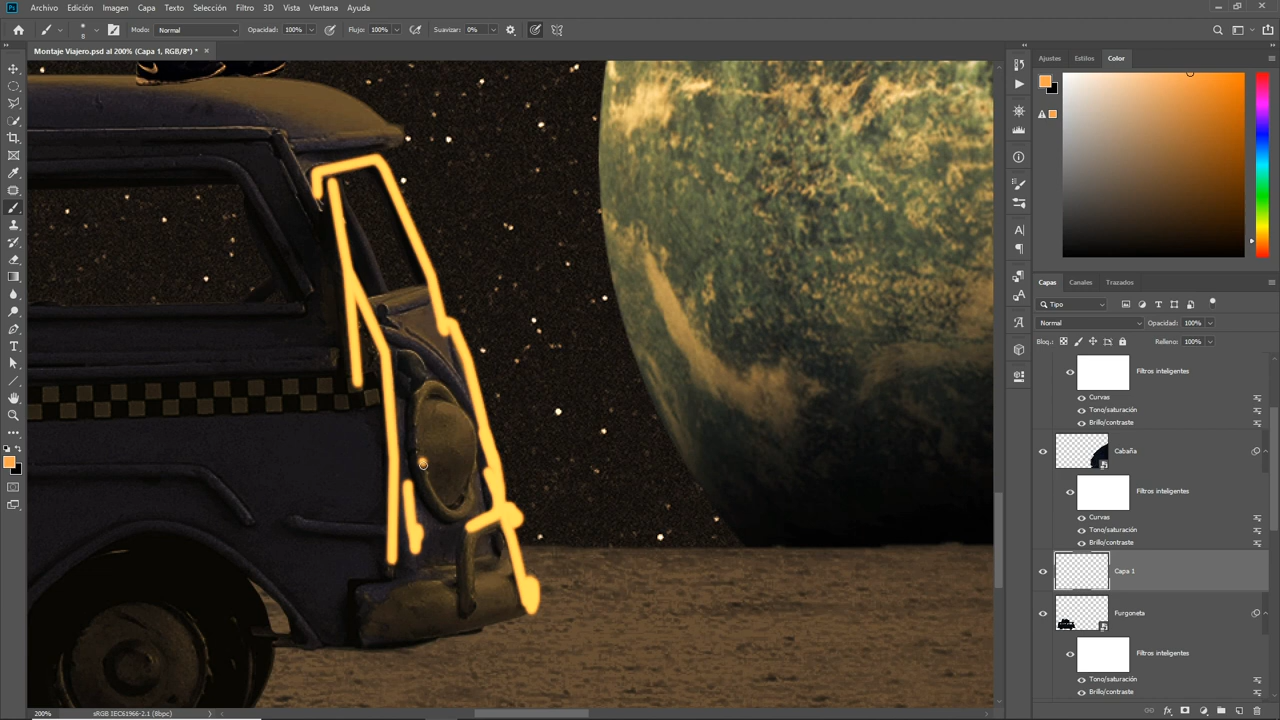 Ps Archivo Edición Imagen Capa Texto Selección Filtro 3D Vista Ventana Ayuda
8 Modo: Normal Opacidad: 100% Flujo: 100% Suavizar: 0%
Montaje Viajero.psd al 200% (Capa 1, RGB/8*) * ×
Ajustes Estilos Color
Capas Canales Trazados
Tipo
Normal Opacidad: 100%
Bloq.: Relleno: 100%
Filtros inteligentes
Curvas
Tono/saturación
Brillo/contraste
Cabaña
Filtros inteligentes
Curvas
Tono/saturación
Brillo/contraste
Capa 1
Furgoneta
Filtros inteligentes
Tono/saturación
Brillo/contraste
200% sRGB IEC61966-2.1 (8bpc)